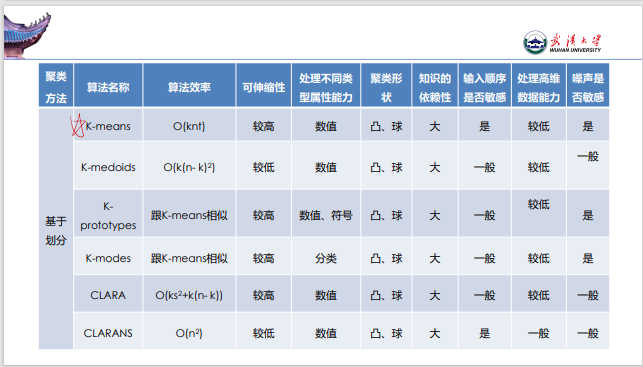 武漢大学
WUHAN UNIVERSITY
聚类方法 算法名称 算法效率 可伸缩性 处理不同类型属性能力 聚类形状 知识的依赖性 输入顺序是否敏感 处理高维数据能力 噪声是否敏感
基于划分
K-means O(knt) 较高 数值 凸、球 大 是 较低 是
K-medoids O(k(n- k)²) 较低 数值 凸、球 大 一般 较低 一般
K-prototypes 跟K-means相似 较高 数值、符号 凸、球 大 一般 较低 是
K-modes 跟K-means相似 较高 分类 凸、球 大 一般 较低 是
CLARA O(ks²+k(n- k)) 较高 数值 凸、球 大 一般 较低 一般
CLARANS O(n²) 较低 数值 凸、球 大 是 一般 一般